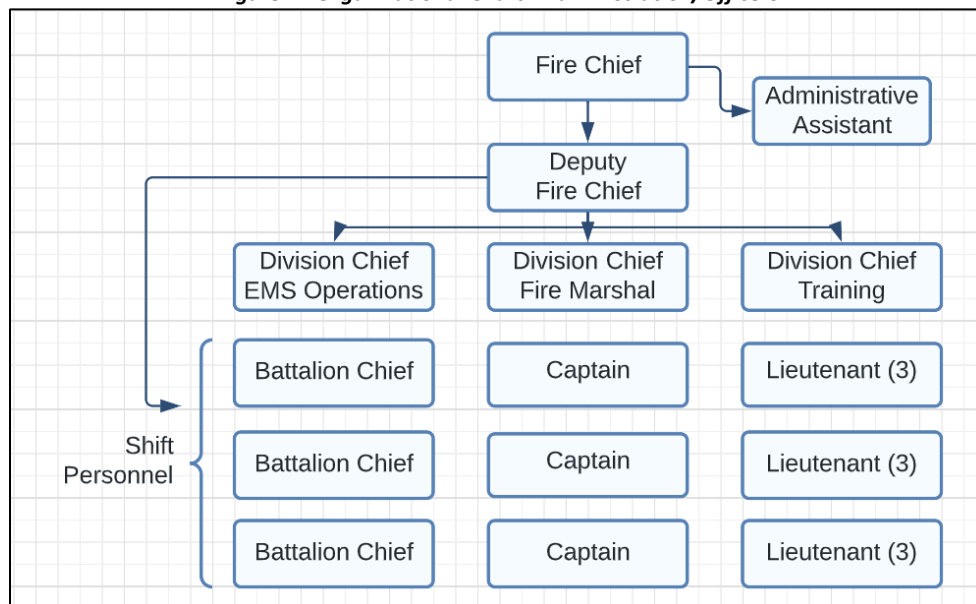 Fire Chief
Administrative
Assistant
Deputy
Fire Chief
Division Chief
EMS Operations
Division Chief
Fire Marshal
Division Chief
Training
Battalion Chief
Captain
Lieutenant (3)
Shift
Personnel
Battalion Chief
Captain
Lieutenant (3)
Battalion Chief
Captain
Lieutenant (3)